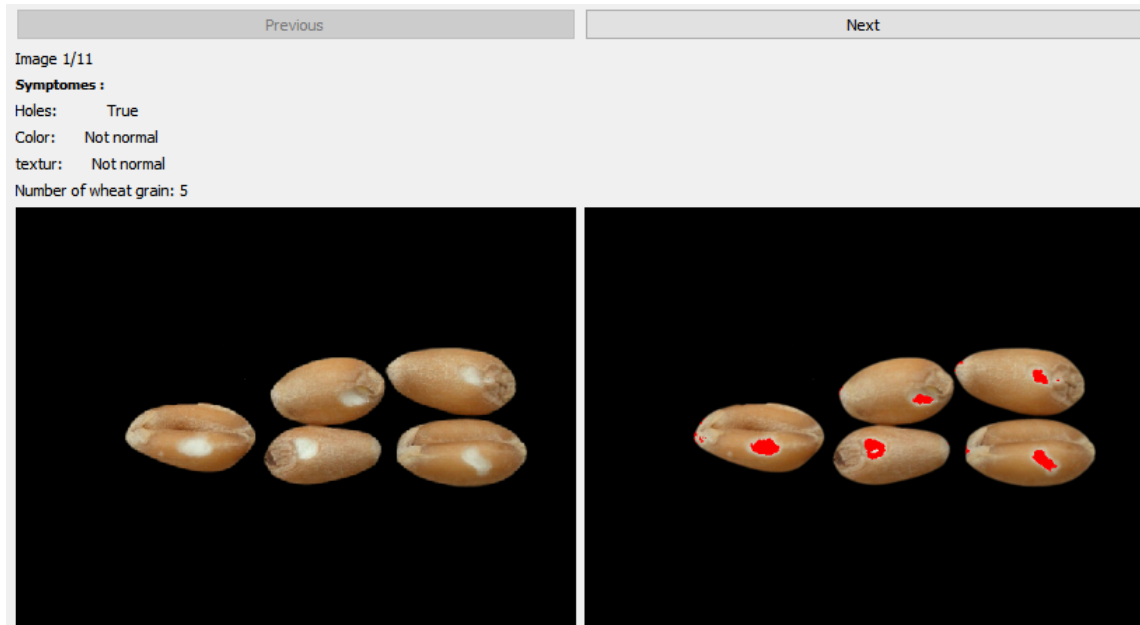 Previous
Next
Image 1/11
Symptomes :
Holes: True
Color: Not normal
textur: Not normal
Number of wheat grain: 5